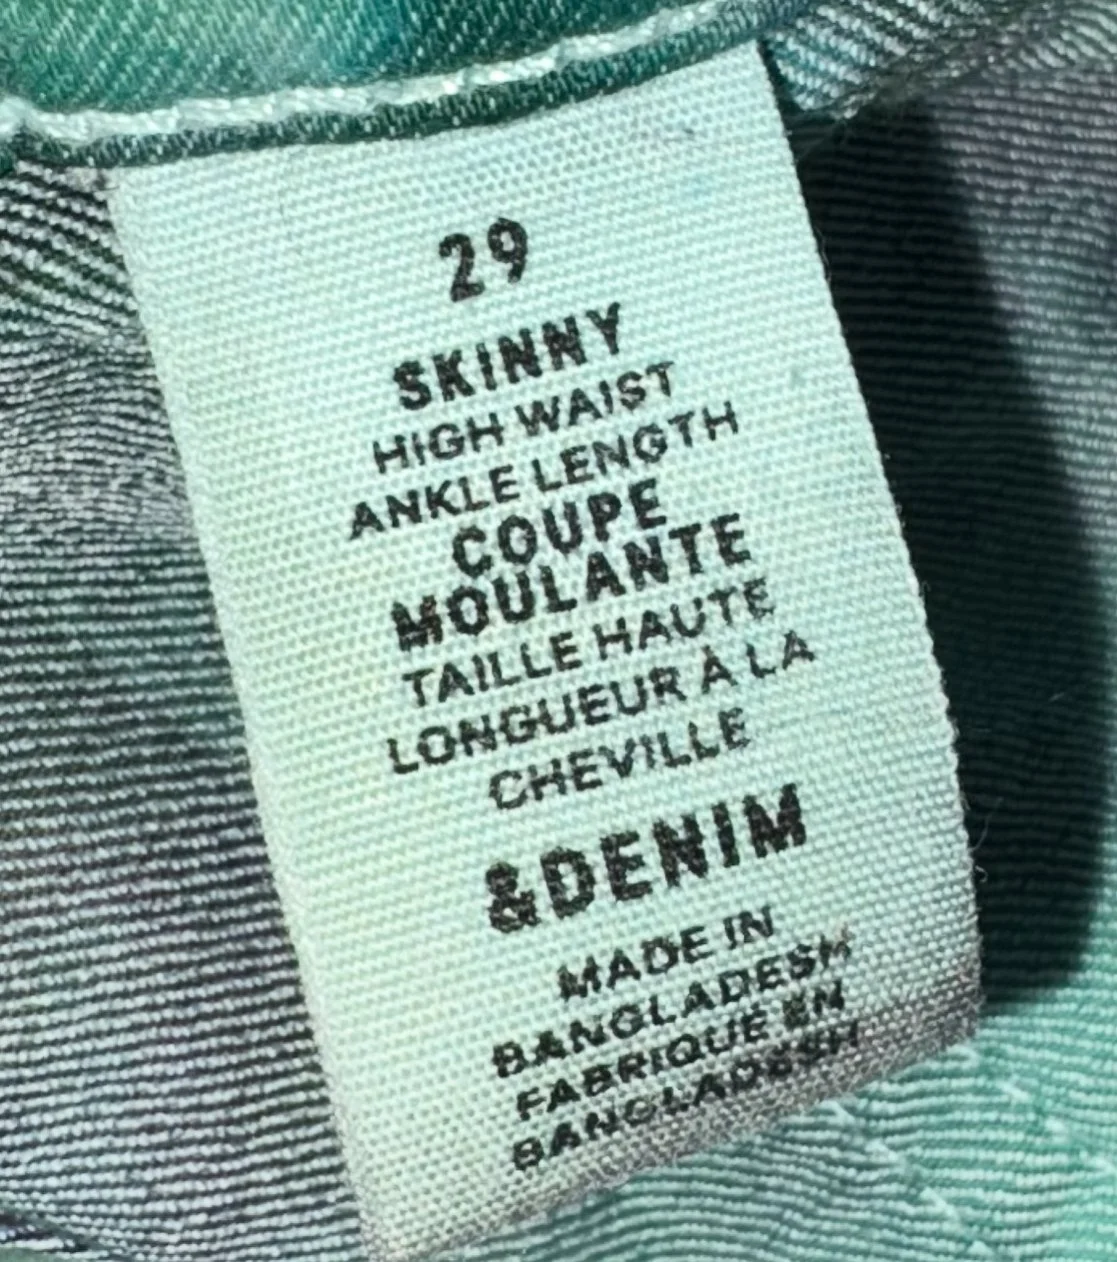 29
SKINNY
HIGH WAIST
ANKLE LENGTH
COUPE
MOULANTE
TAILLE HAUTE
LONGUEUR À LA
CHEVILLE
&DENIM
MADE IN
BANGLADESH
FABRIQUÉ EN
BANGLADESH